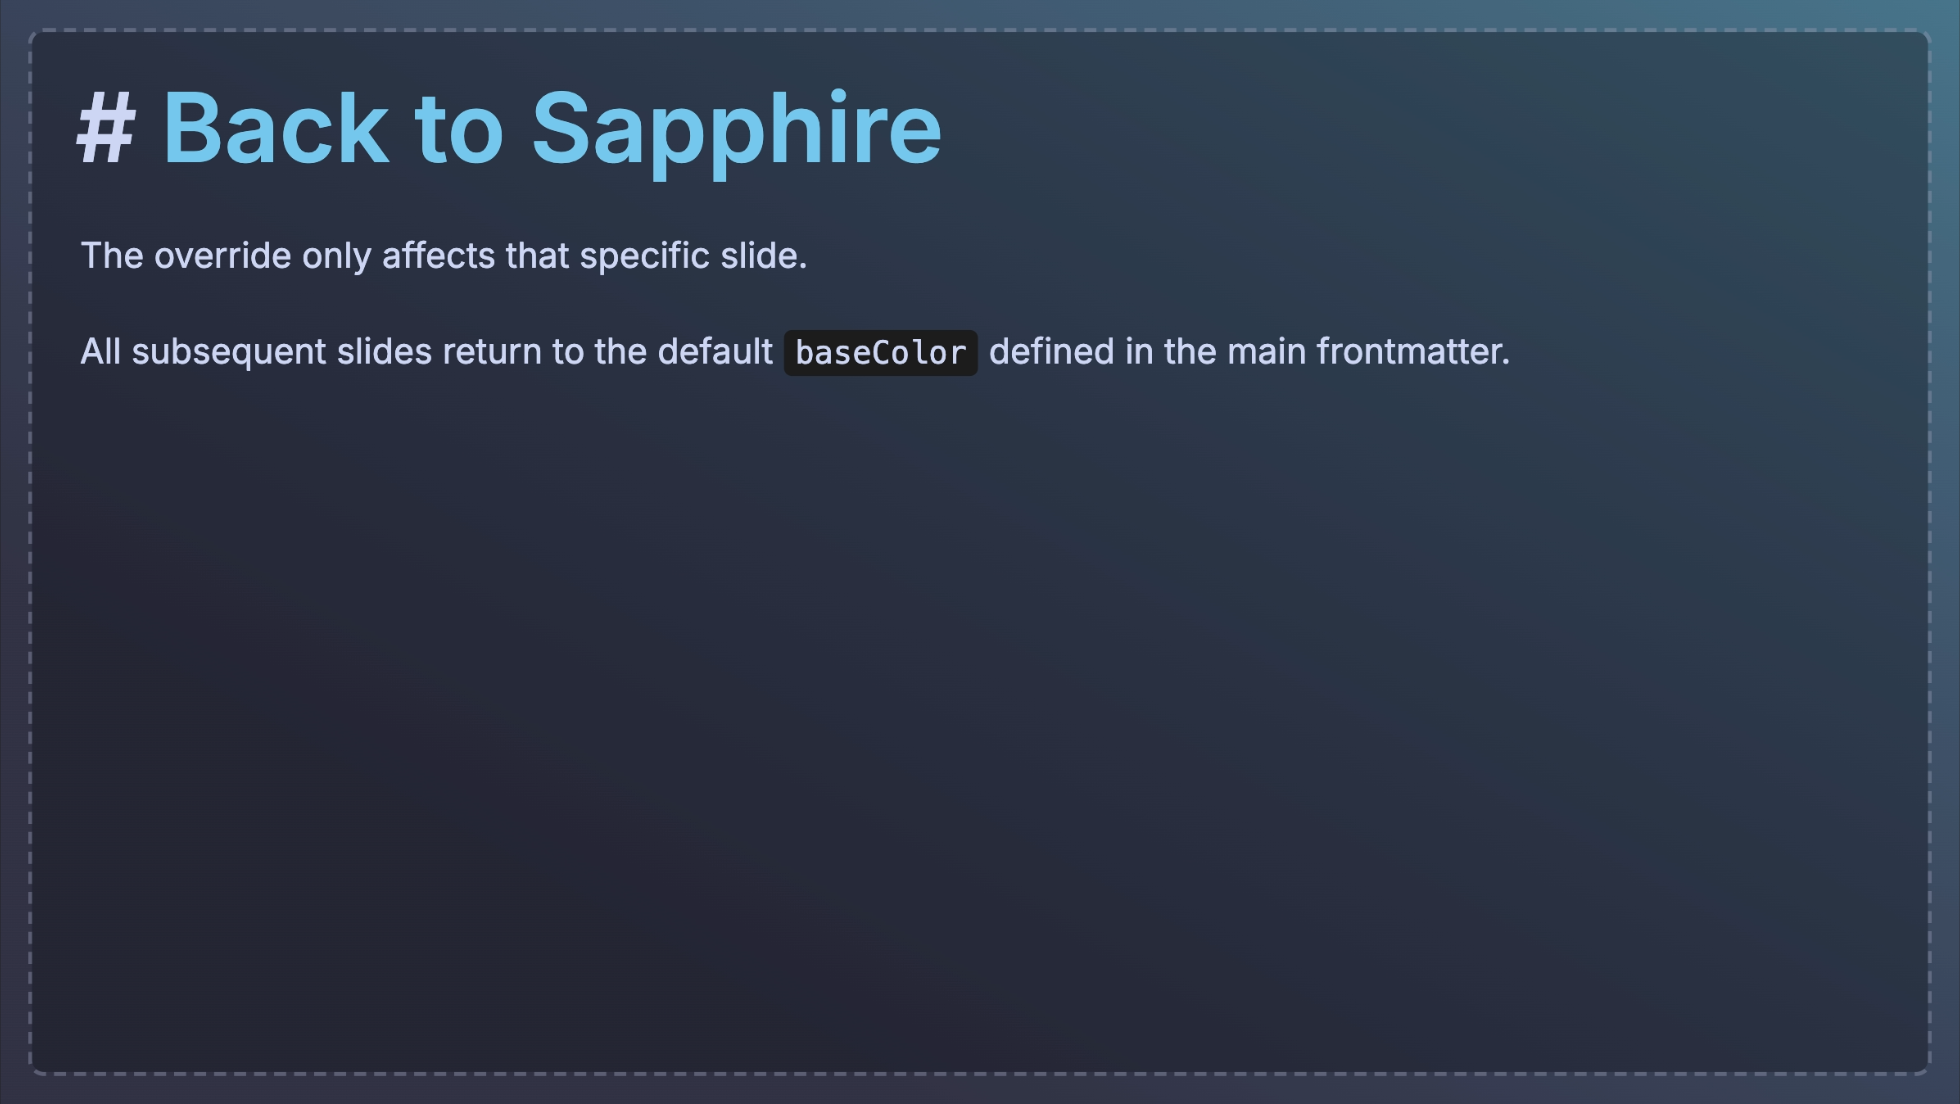 # Back to Sapphire
The override only affects that specific slide.
All subsequent slides return to the default baseColor defined in the main frontmatter.